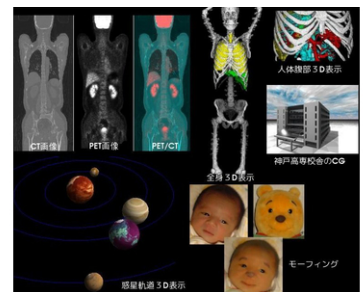 人体腹部３D表示
CT画像
PET画像
PET/CT
神戸高専校舎のCG
全身３D表示
モーフィング
惑星軌道３D表示